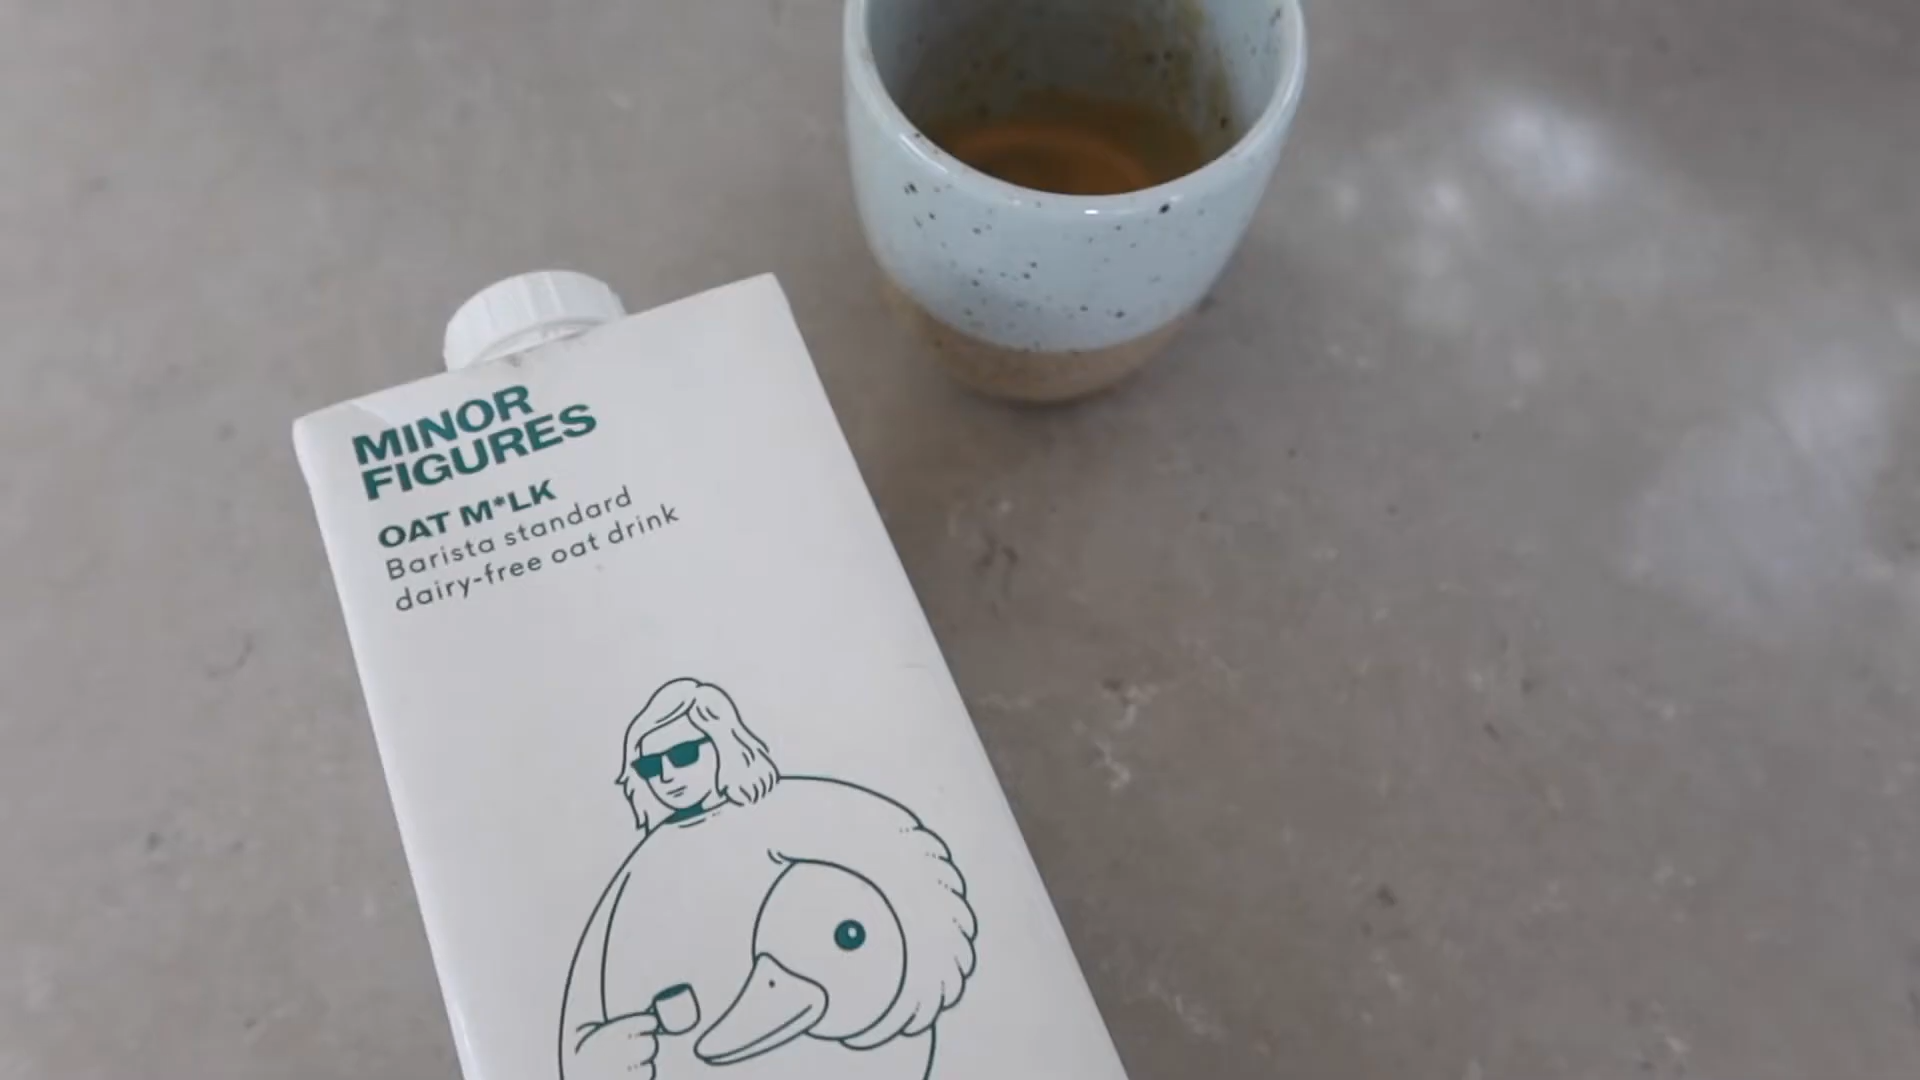 MINOR
FIGURES
OAT M*LK
Barista standard
dairy-free oat drink